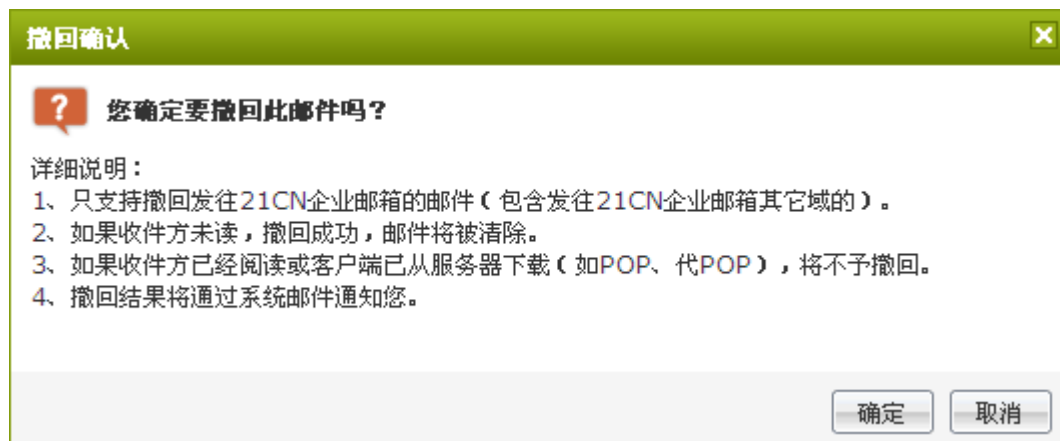 撤回确认
?
您确定要撤回此邮件吗？
详细说明：
1、只支持撤回发往21CN企业邮箱的邮件（包含发往21CN企业邮箱其它域的）。
2、如果收件方未读，撤回成功，邮件将被清除。
3、如果收件方已经阅读或客户端已从服务器下载（如POP、代POP），将不予撤回。
4、撤回结果将通过系统邮件通知您。
确定 取消